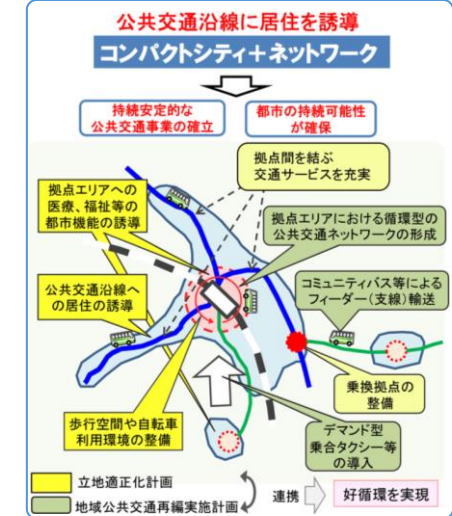 公共交通沿線に居住を誘導
コンパクトシティ＋ネットワーク
持続安定的な
公共交通事業の確立
都市の持続可能性
が確保
拠点間を結ぶ
交通サービスを充実
拠点エリアへの
医療、福祉等の
都市機能の誘導
拠点エリアにおける循環型の
公共交通ネットワークの形成
公共交通沿線へ
の居住の誘導
コミュニティバス等による
フィーダー（支線）輸送
乗換拠点の
整備
歩行空間や自転車
利用環境の整備
デマンド型
乗合タクシー等
の導入
立地適正化計画
地域公共交通再編実施計画
連携
好循環を実現